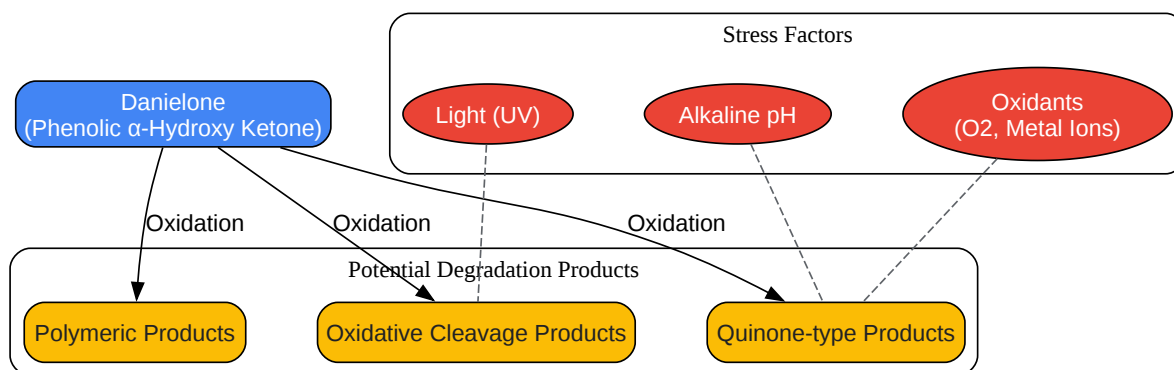 Stress Factors
Danielone
(Phenolic α-Hydroxy Ketone)
Light (UV)
Alkaline pH
Oxidants
(O2, Metal Ions)
Oxidation
Oxidation
Oxidation
Potential Degradation Products
Polymeric Products
Oxidative Cleavage Products
Quinone-type Products